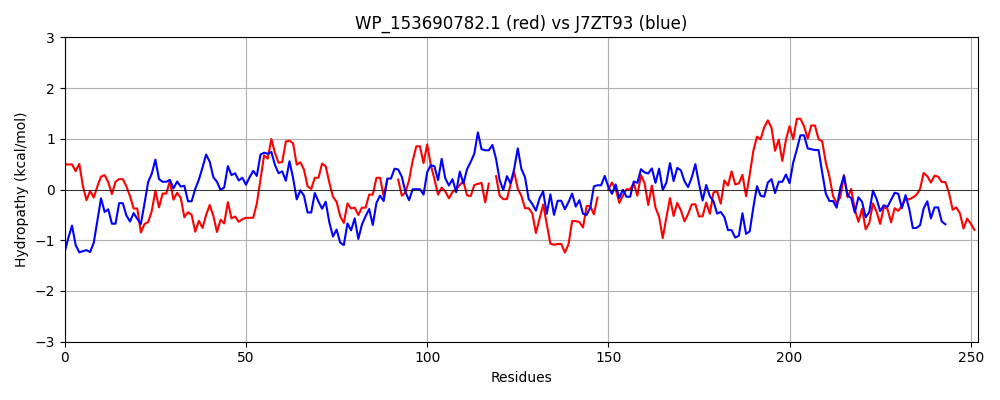 WP_153690782.1 (red) vs J7ZT93 (blue)
Hydropathy (kcal/mol)
3
2
1
0
−1
−2
−3
0 50 100 150 200 250
Residues